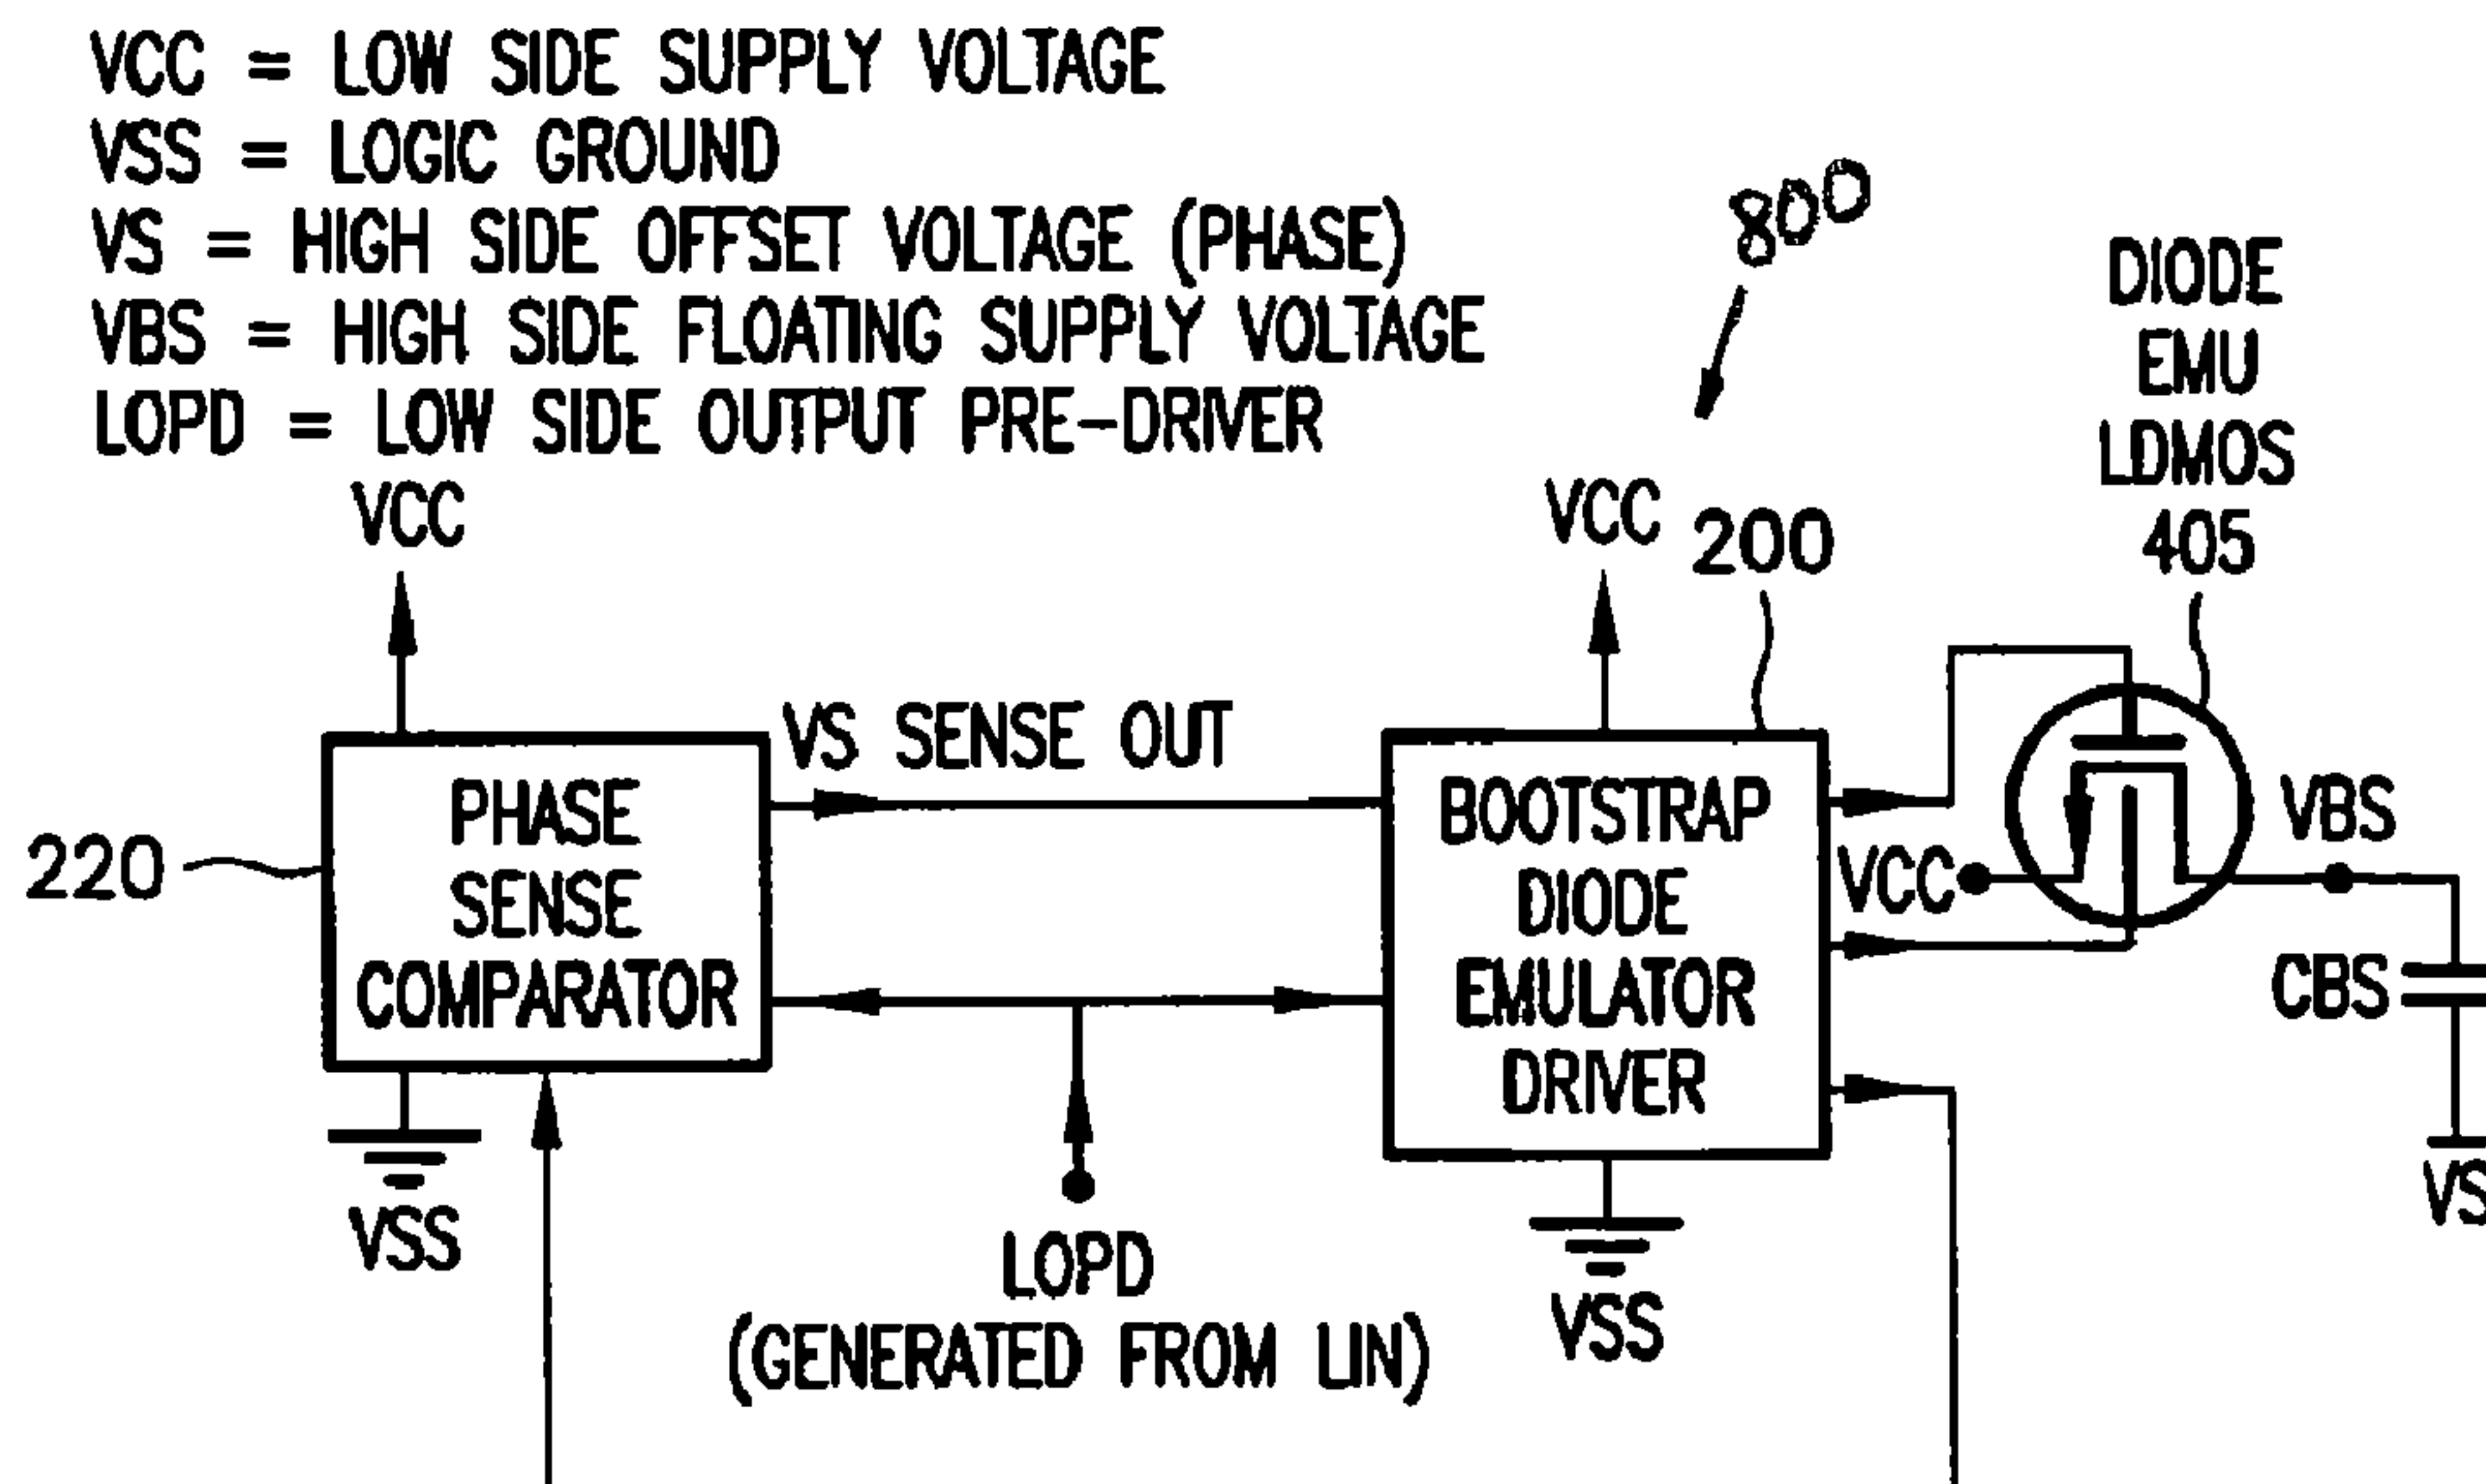 VCC = LOW SIDE SUPPLY VOLTAGE
VSS = LOGIC GROUND
VS = HIGH SIDE OFFSET VOLTAGE (PHASE)
VBS = HIGH SIDE FLOATING SUPPLY VOLTAGE
LOPD = LOW SIDE OUTPUT PRE-DRIVER
800
DIODE
EMU
LDMOS
405
VCC
VCC
200
VS SENSE OUT
PHASE
SENSE
COMPARATOR
220
BOOTSTRAP
DIODE
EMULATOR
DRIVER
VCC
VBS
CBS
VS
VSS
LOPD
(GENERATED FROM LIN)
VSS